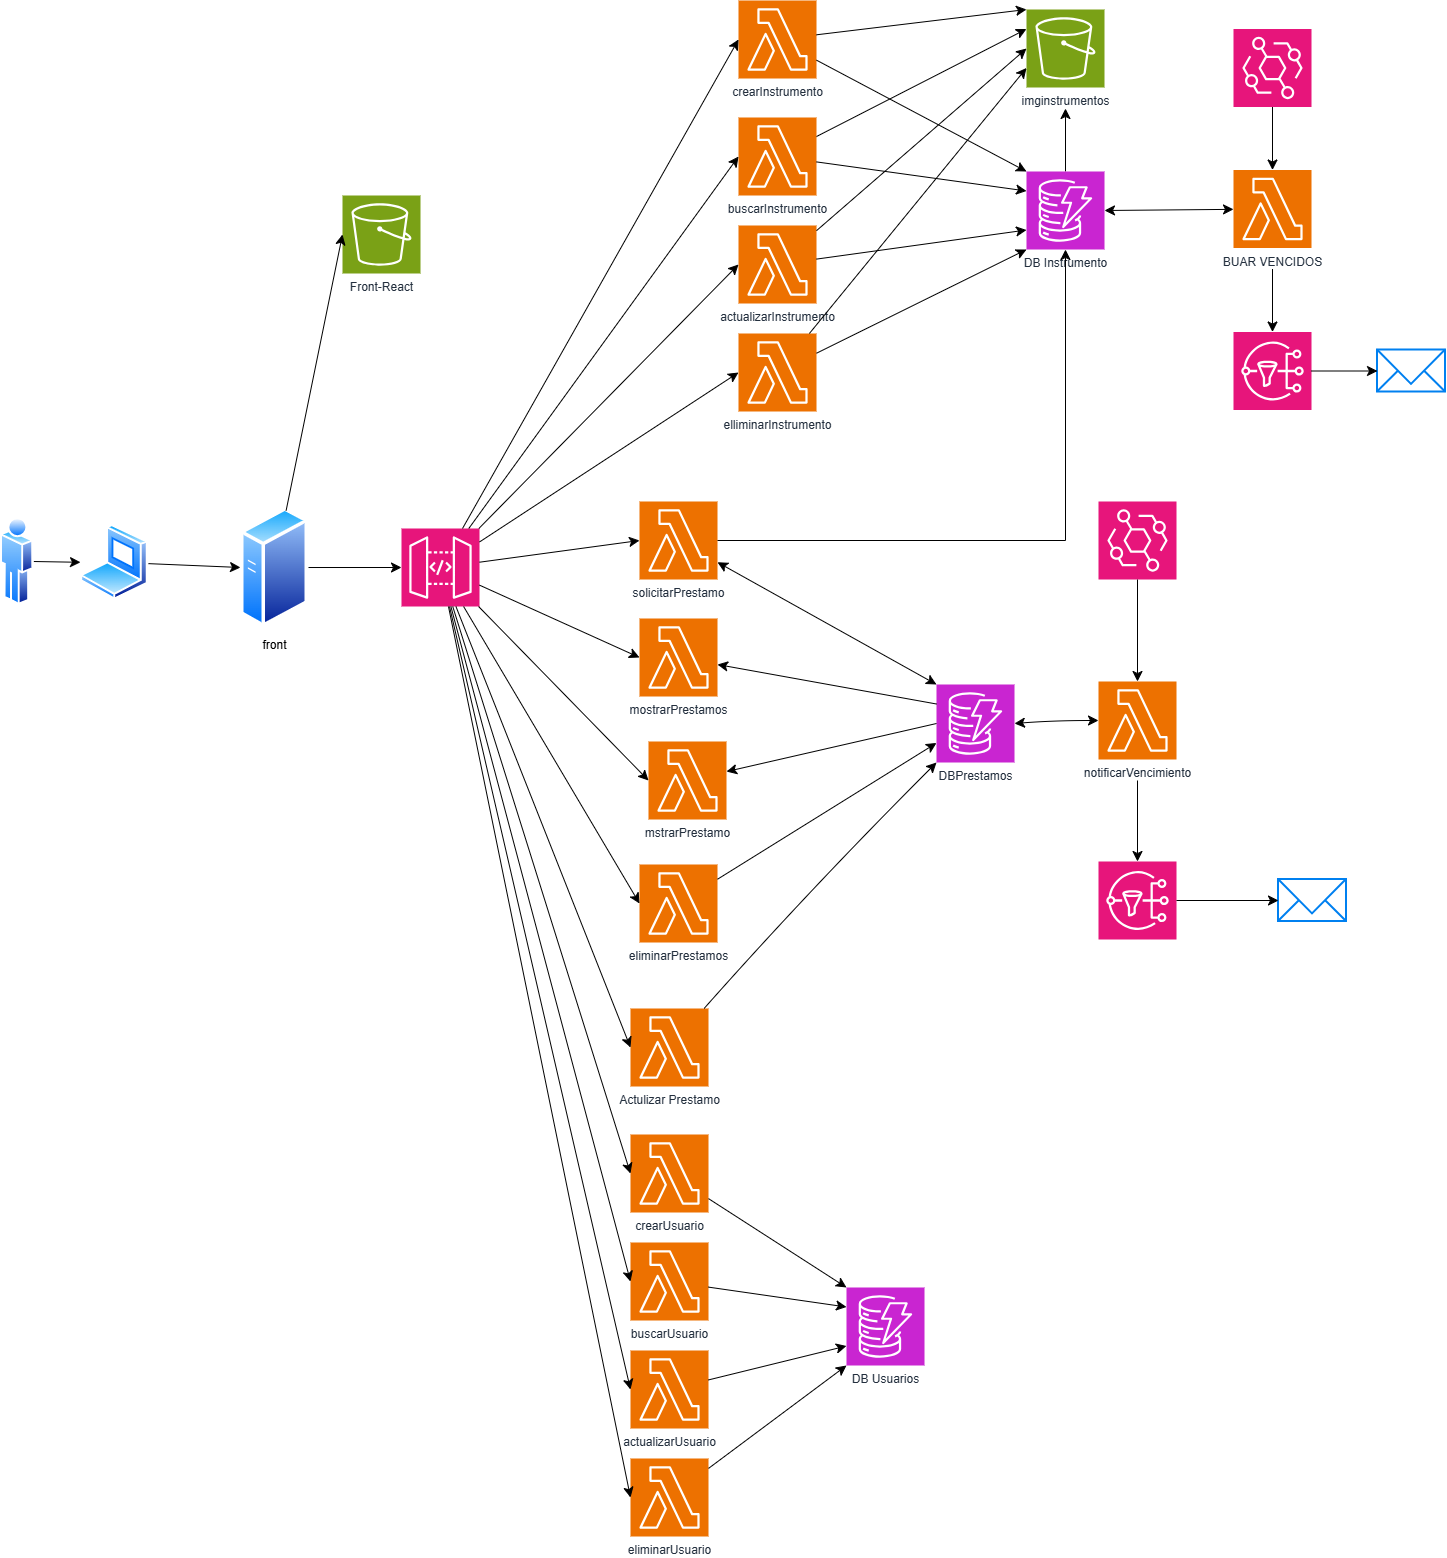 crearInstrumento
imginstrumentos
buscarInstrumento
DB Instrumento
BUAR VENCIDOS
Front-React
actualizarInstrumento
elliminarInstrumento
</>
solicitarPrestamo
front
mostrarPrestamos
DBPrestamos
notificarVencimiento
mstrarPrestamo
eliminarPrestamos
Actulizar Prestamo
crearUsuario
buscarUsuario
DB Usuarios
actualizarUsuario
eliminarUsuario